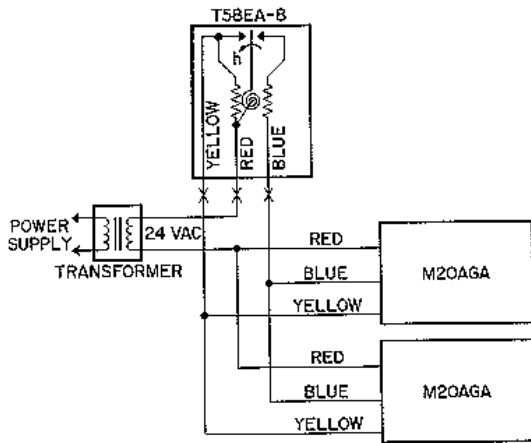 T58EA-8
h
YELLOW
RED
BLUE
POWER
SUPPLY
24 VAC
TRANSFORMER
RED
BLUE
YELLOW
M20AGA
RED
BLUE
YELLOW
M20AGA